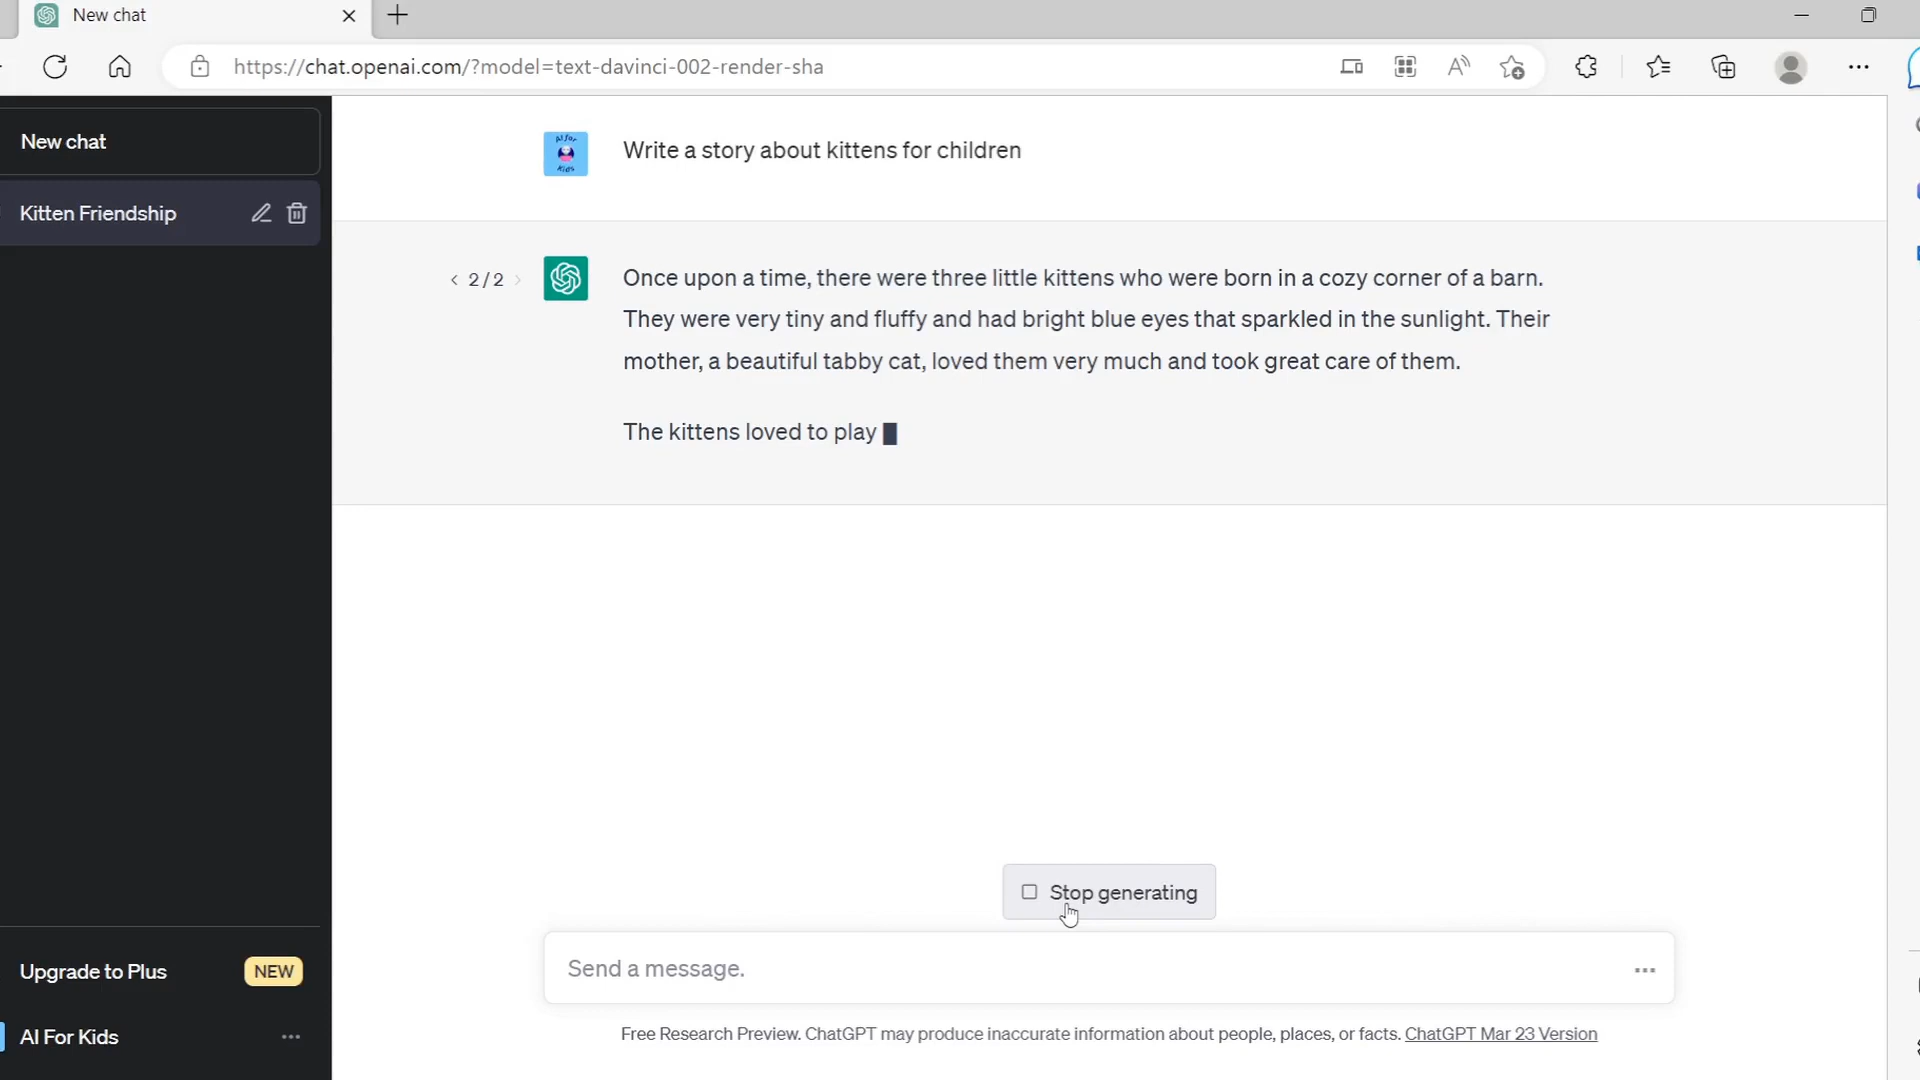 New chat
https://chat.openai.com/?model=text-davinci-002-render-sha
New chat
Kitten Friendship
AI for
Kids
Write a story about kittens for children
2/2
Once upon a time, there were three little kittens who were born in a cozy corner of a barn.
They were very tiny and fluffy and had bright blue eyes that sparkled in the sunlight. Their
mother, a beautiful tabby cat, loved them very much and took great care of them.
The kittens loved to play
Stop generating
Send a message.
Upgrade to Plus NEW
AI For Kids
Free Research Preview. ChatGPT may produce inaccurate information about people, places, or facts. ChatGPT Mar 23 Version